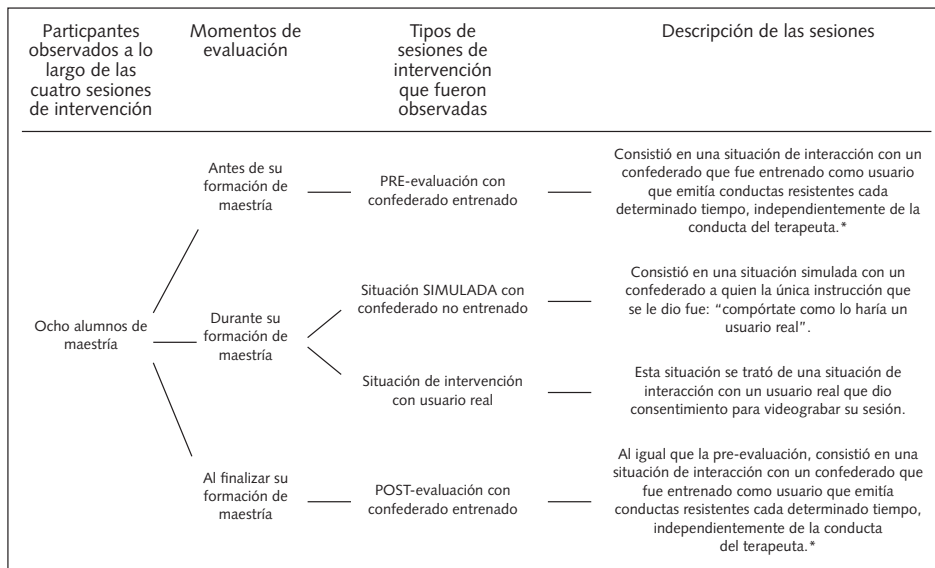 Particpantes
observados a lo
largo de las
cuatro sesiones
de intervención
Momentos de
evaluación
Tipos de
sesiones de
intervención
que fueron
observadas
Descripción de las sesiones
Ocho alumnos de
maestría
Antes de su
formación de
maestría
PRE-evaluación con
confederado entrenado
Consistió en una situación de interacción con un
confederado que fue entrenado como usuario
que emitía conductas resistentes cada
determinado tiempo, independientemente de la
conducta del terapeuta.*
Durante su
formación de
maestría
Situación SIMULADA con
confederado no entrenado
Consistió en una situación simulada con un
confederado a quien la única instrucción que
se le dio fue: “compórtate como lo haría un
usuario real”.
Situación de intervención
con usuario real
Esta situación se trató de una situación de
interacción con un usuario real que dio
consentimiento para videograbar su sesión.
Al finalizar su
formación de
maestría
POST-evaluación con
confederado entrenado
Al igual que la pre-evaluación, consistió en una
situación de interacción con un confederado que
fue entrenado como usuario que emitía
conductas resistentes cada determinado tiempo,
independientemente de la conducta
del terapeuta.*